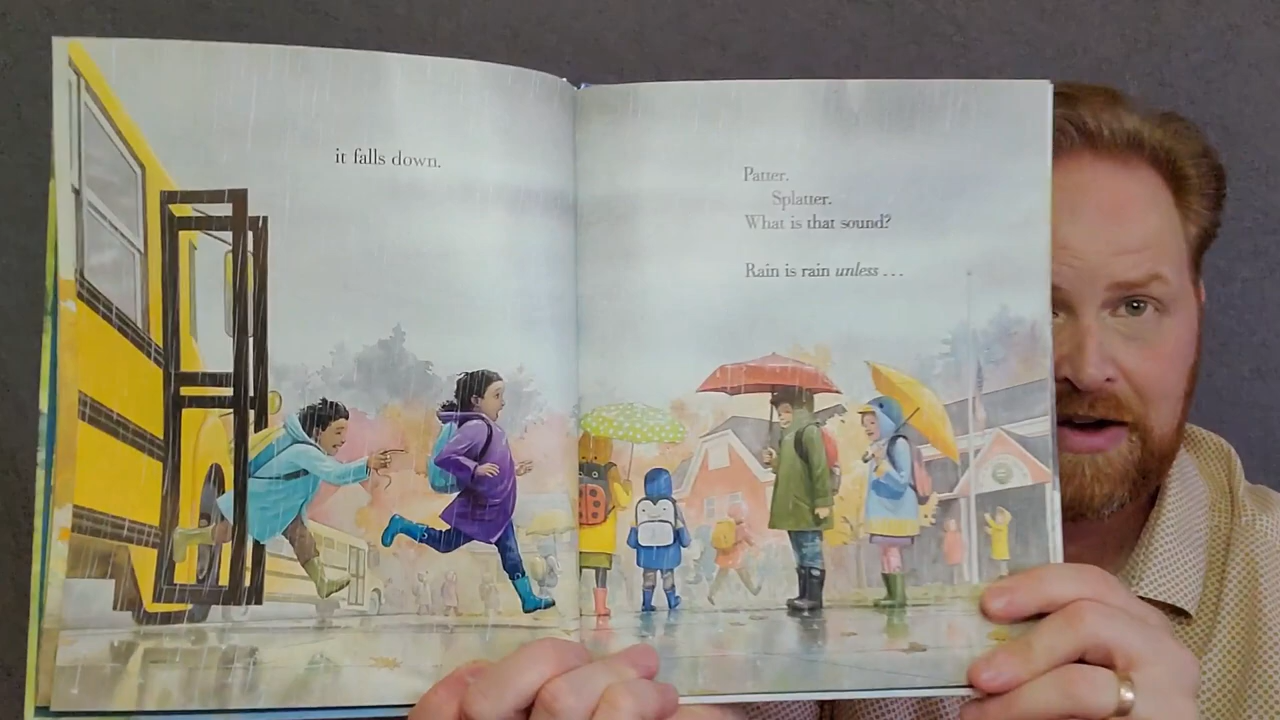 it falls down.
Patter.
Splatter.
What is that sound?
Rain is rain unless . . .